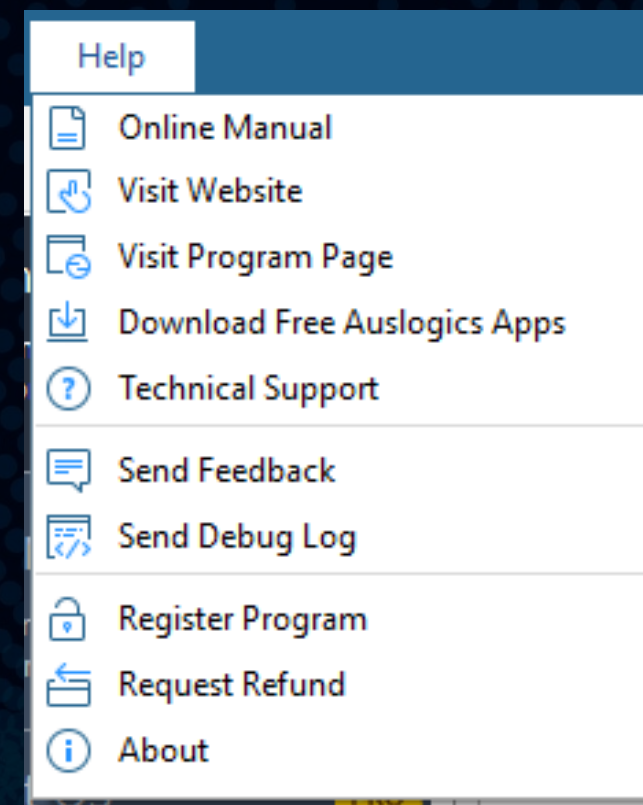 Help
Online Manual
Visit Website
Visit Program Page
Download Free Auslogics Apps
Technical Support
Send Feedback
Send Debug Log
Register Program
Request Refund
About